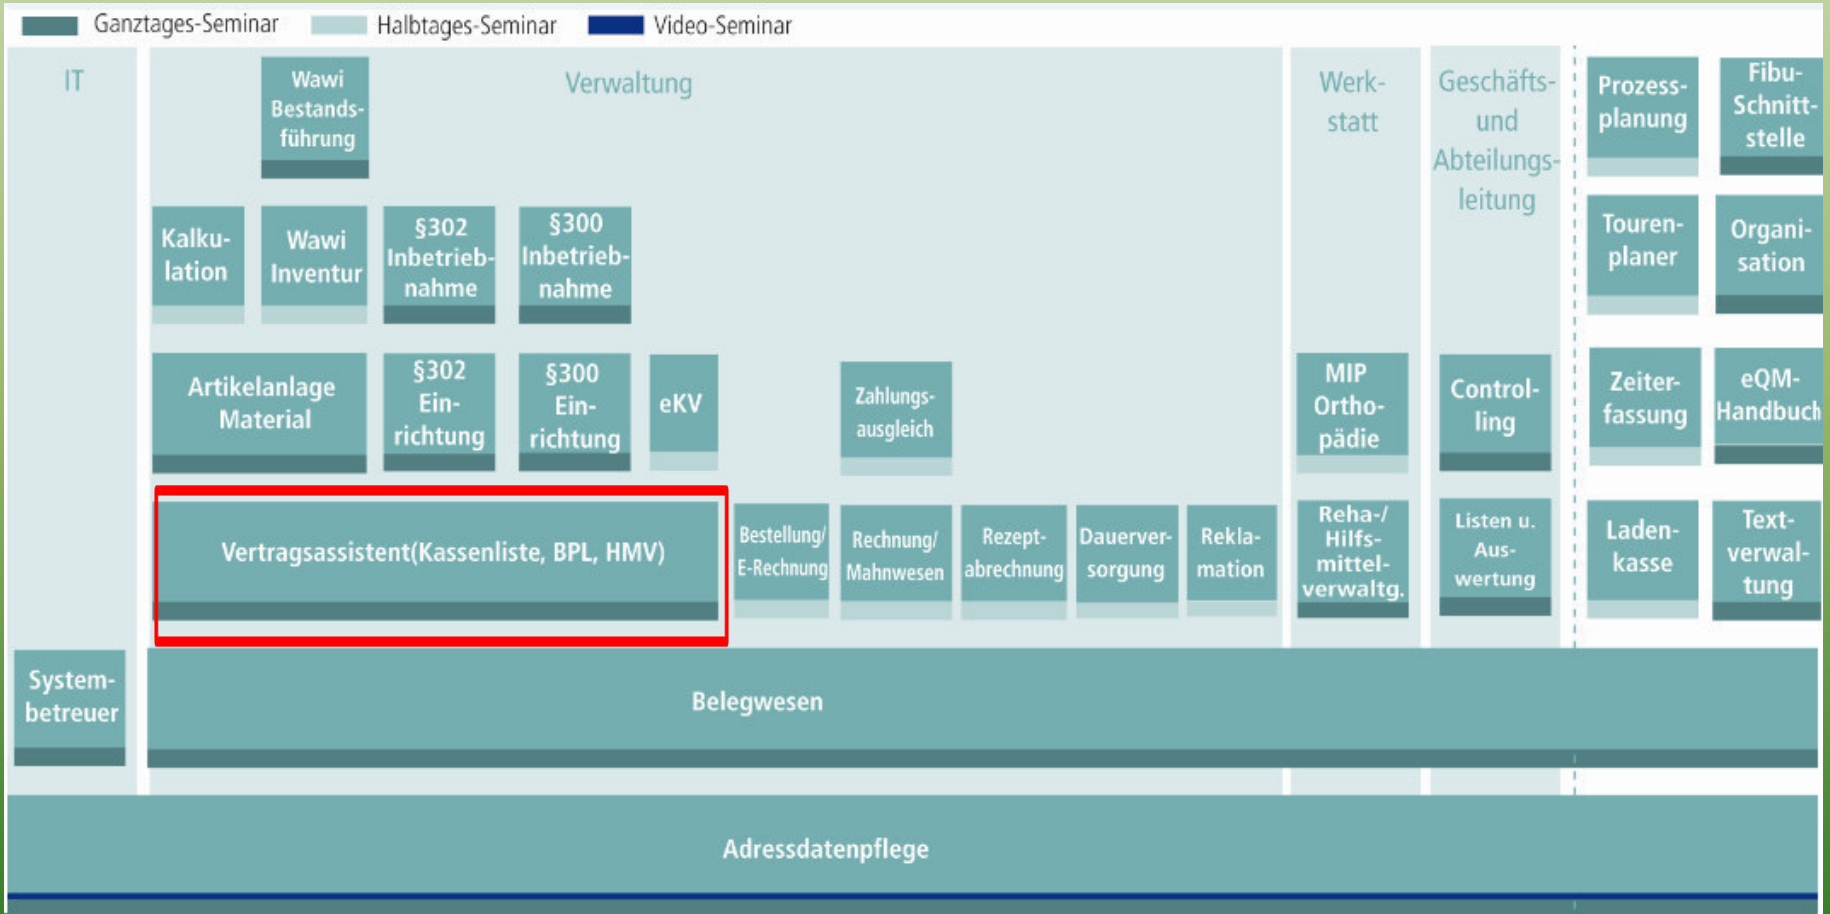 Ganztages-Seminar
Halbtages-Seminar
Video-Seminar
IT
Wawi
Bestands-
führung
Verwaltung
Werk-
statt
Geschäfts-
und
Abteilungs-
leitung
Prozess-
planung
Fibu-
Schnitt-
stelle
Kalku-
lation
Wawi
Inventur
§302
Inbetrieb-
nahme
§300
Inbetrieb-
nahme
Touren-
planer
Organi-
sation
Artikelanlage
Material
§302
Ein-
richtung
§300
Ein-
richtung
eKV
Zahlungs-
ausgleich
MIP
Ortho-
pädie
Control-
ling
Zeiter-
fassung
eQM-
Handbuch
Vertragsassistent(Kassenliste, BPL, HMV)
Bestellung/
E-Rechnung
Rechnung/
Mahnwesen
Rezept-
abrechnung
Dauerver-
sorgung
Rekla-
mation
Reha-/
Hilfs-
mittel-
verwaltg.
Listen u.
Aus-
wertung
Laden-
kasse
Text-
verwal-
tung
System-
betreuer
Belegwesen
Adressdatenpflege